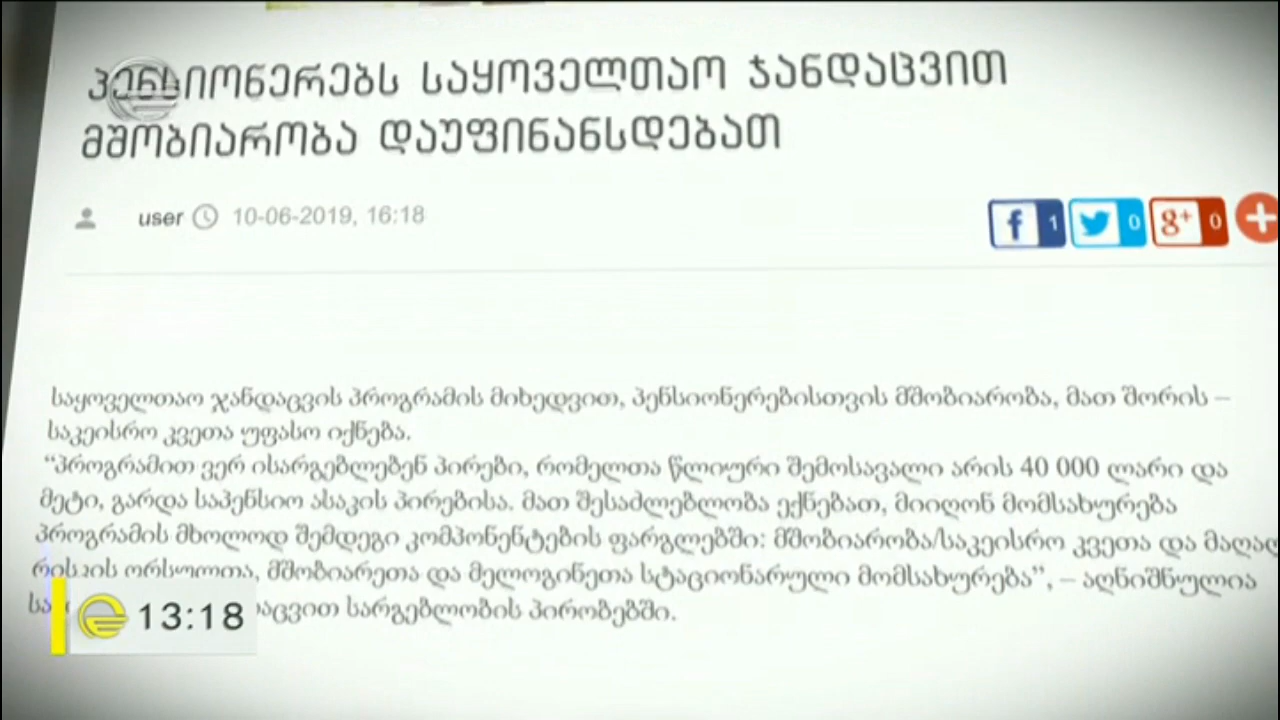 პენსიონერებს საყოველთაო ჯანდაცვით
მშობიარობა დაუფინანსდებათ
user 10-06-2019, 16:18
f 1 0 g+ 0 +
საყოველთაო ჯანდაცვის პროგრამის მიხედვით, პენსიონერებისთვის მშობიარობა, მათ შორის –
საკეისრო კვეთა უფასო იქნება.
“პროგრამით ვერ ისარგებლებენ პირები, რომელთა წლიური შემოსავალი არის 40 000 ლარი და
მეტი, გარდა საპენსიო ასაკის პირებისა. მათ შესაძლებლობა ექნებათ, მიიღონ მომსახურება
პროგრამის მხოლოდ შემდეგი კომპონენტების ფარგლებში: მშობიარობა/საკეისრო კვეთა და მაღალ
რისკის ორსულთა, მშობიარეთა და მელოგინეთა სტაციონარული მომსახურება”, – აღნიშნულია
სარგებლობის პირობებში.
13:18